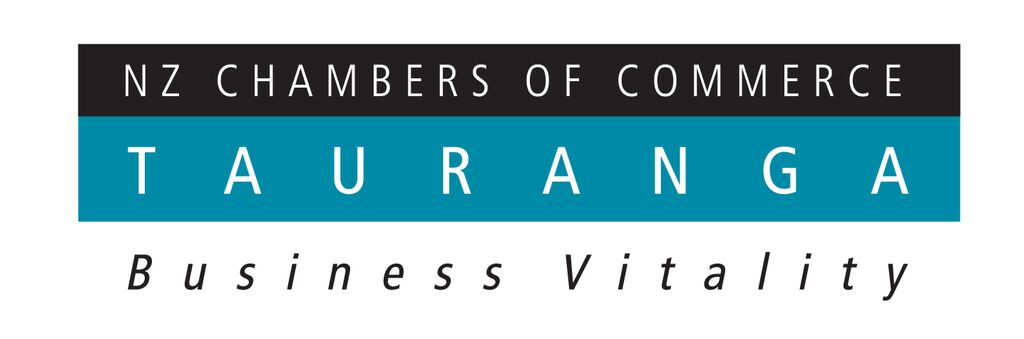 NZ CHAMBERS OF COMMERCE
TAURANGA
Business Vitality